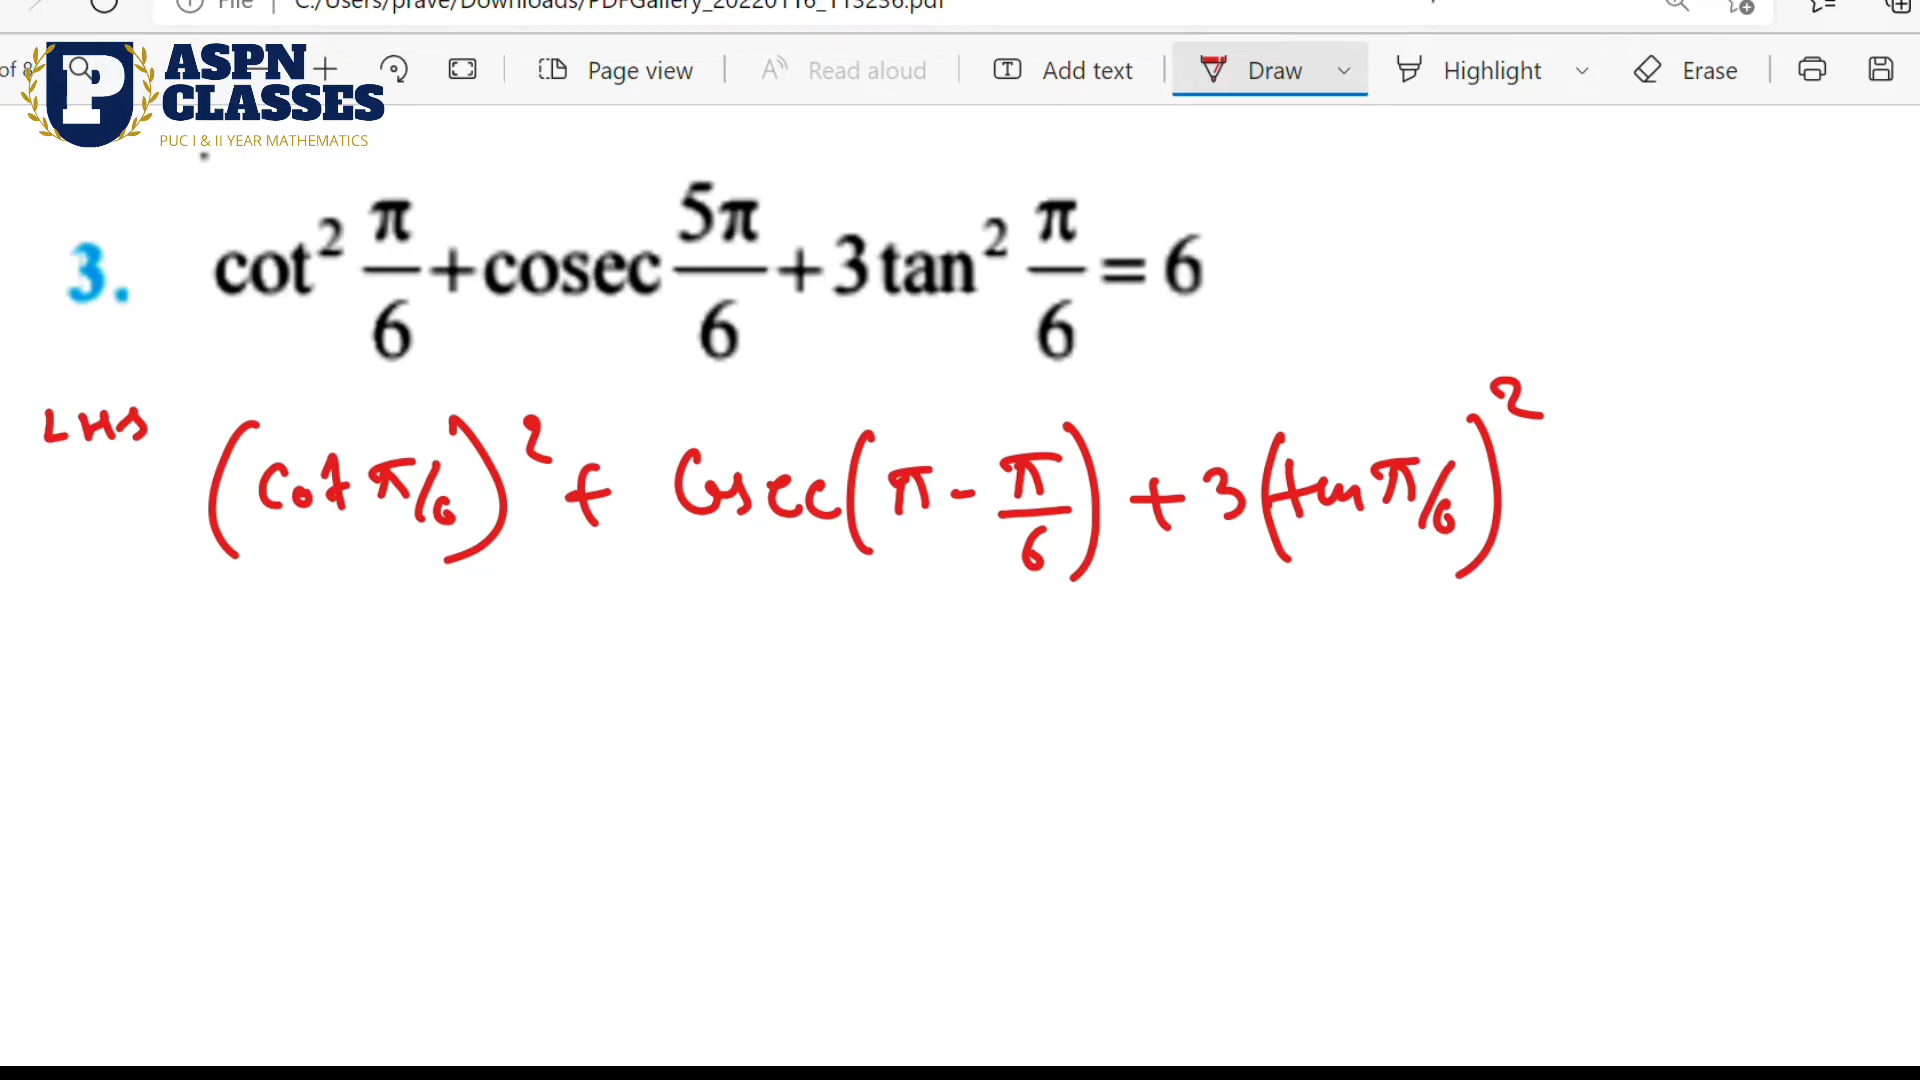 File | C:/Users/prave/Downloads/PDFGallery_20220116_113236.pdf
of 8 Page view | Read aloud | Add text | Draw Highlight Erase
ASPN
CLASSES
PUC I & II YEAR MATHEMATICS
3. cot² π/6 + cosec 5π/6 + 3 tan² π/6 = 6
LHS (cot π/6)² + Cosec(π - π/6) + 3(tan π/6)²